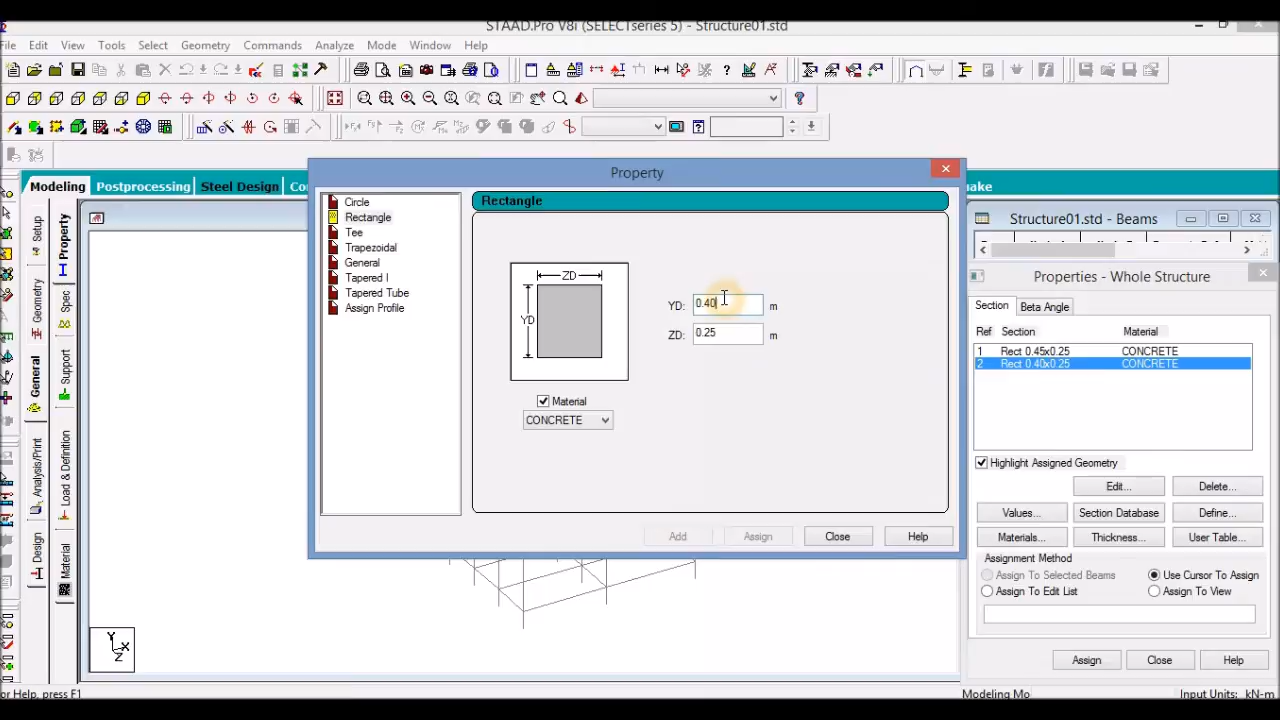 STAAD.Pro V8i (SELECTseries 5) - Structure01.std
File Edit View Tools Select Geometry Commands Analyze Mode Window Help
Modeling Postprocessing Steel Design
Property
Circle
Rectangle
Tee
Trapezoidal
General
Tapered I
Tapered Tube
Assign Profile
Rectangle
ZD
YD
YD: 0.40 m
ZD: 0.25 m
Material
CONCRETE
Add Assign Close Help
Setup
Geometry
General
Analysis/Print
Design
Property
Spec
Support
Load & Definition
Material
Structure01.std - Beams
Properties - Whole Structure
Section Beta Angle
Ref Section Material
1 Rect 0.45x0.25 CONCRETE
2 Rect 0.40x0.25 CONCRETE
Highlight Assigned Geometry
Edit... Delete...
Values... Section Database Define...
Materials... Thickness... User Table...
Assignment Method
Assign To Selected Beams Use Cursor To Assign
Assign To Edit List Assign To View
Assign Close Help
Y
X
Z
or Help, press F1
Modeling Mo Input Units: kN-m